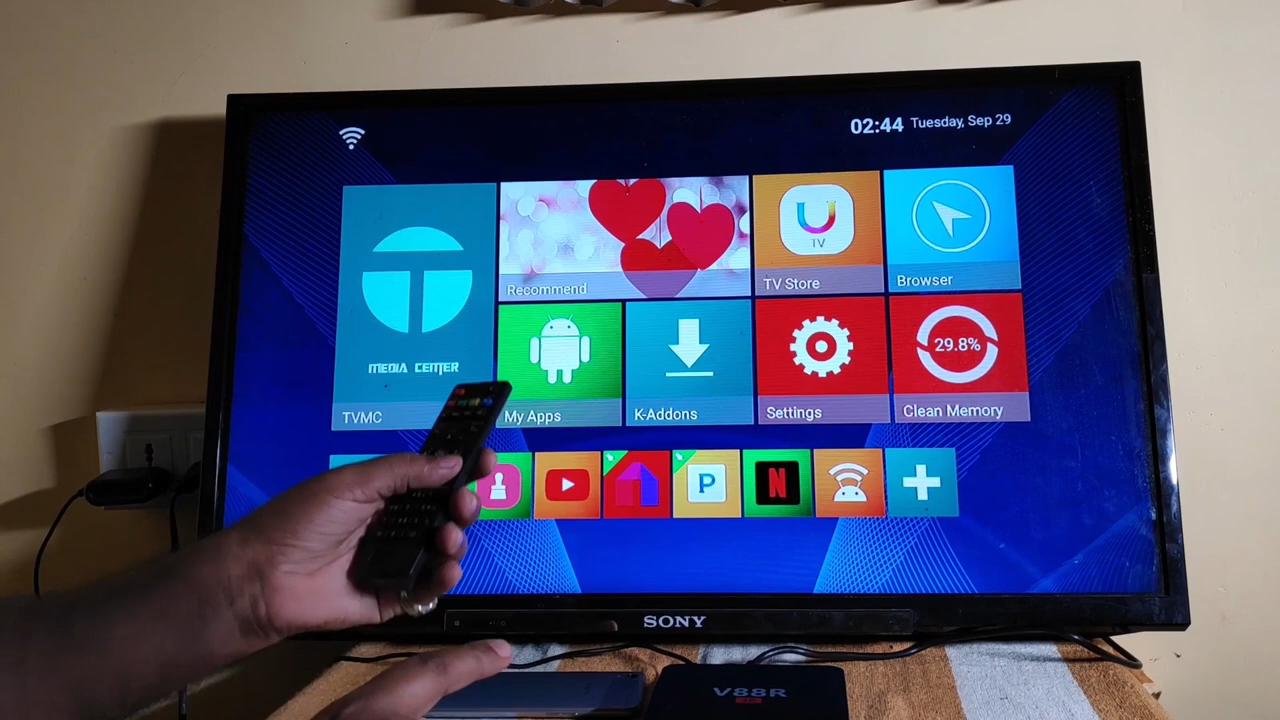 02:44 Tuesday, Sep 29
MEDIA CENTER
TVMC
Recommend
TV
TV Store
Browser
My Apps
K-Addons
Settings
29.8%
Clean Memory
P
N
SONY
V88R